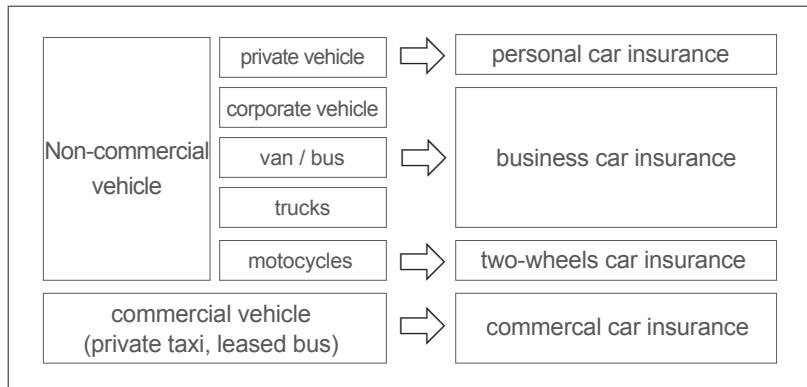 Non-commercial
vehicle
private vehicle
personal car insurance
corporate vehicle
van / bus
trucks
business car insurance
motocycles
two-wheels car insurance
commercial vehicle
(private taxi, leased bus)
commercal car insurance